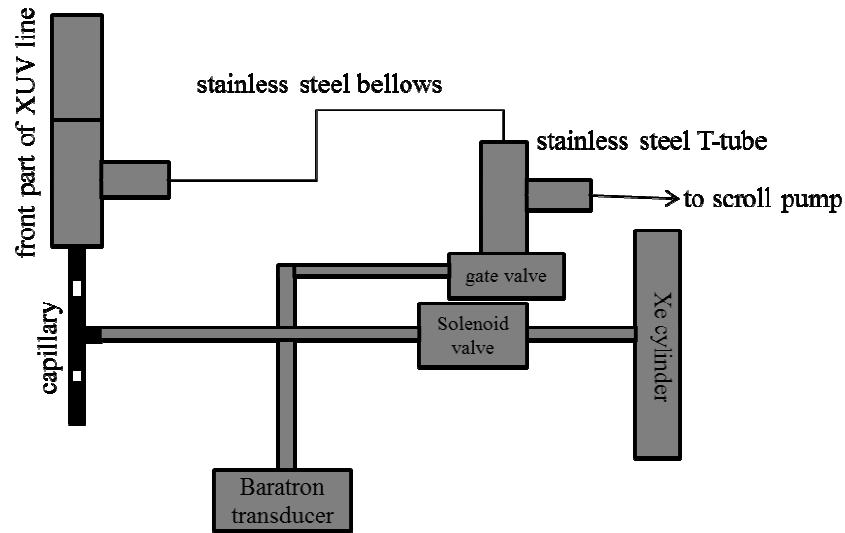 front part of XUV line
stainless steel bellows
stainless steel T-tube
to scroll pump
gate valve
Solenoid
valve
Xe cylinder
capillary
Baratron
transducer